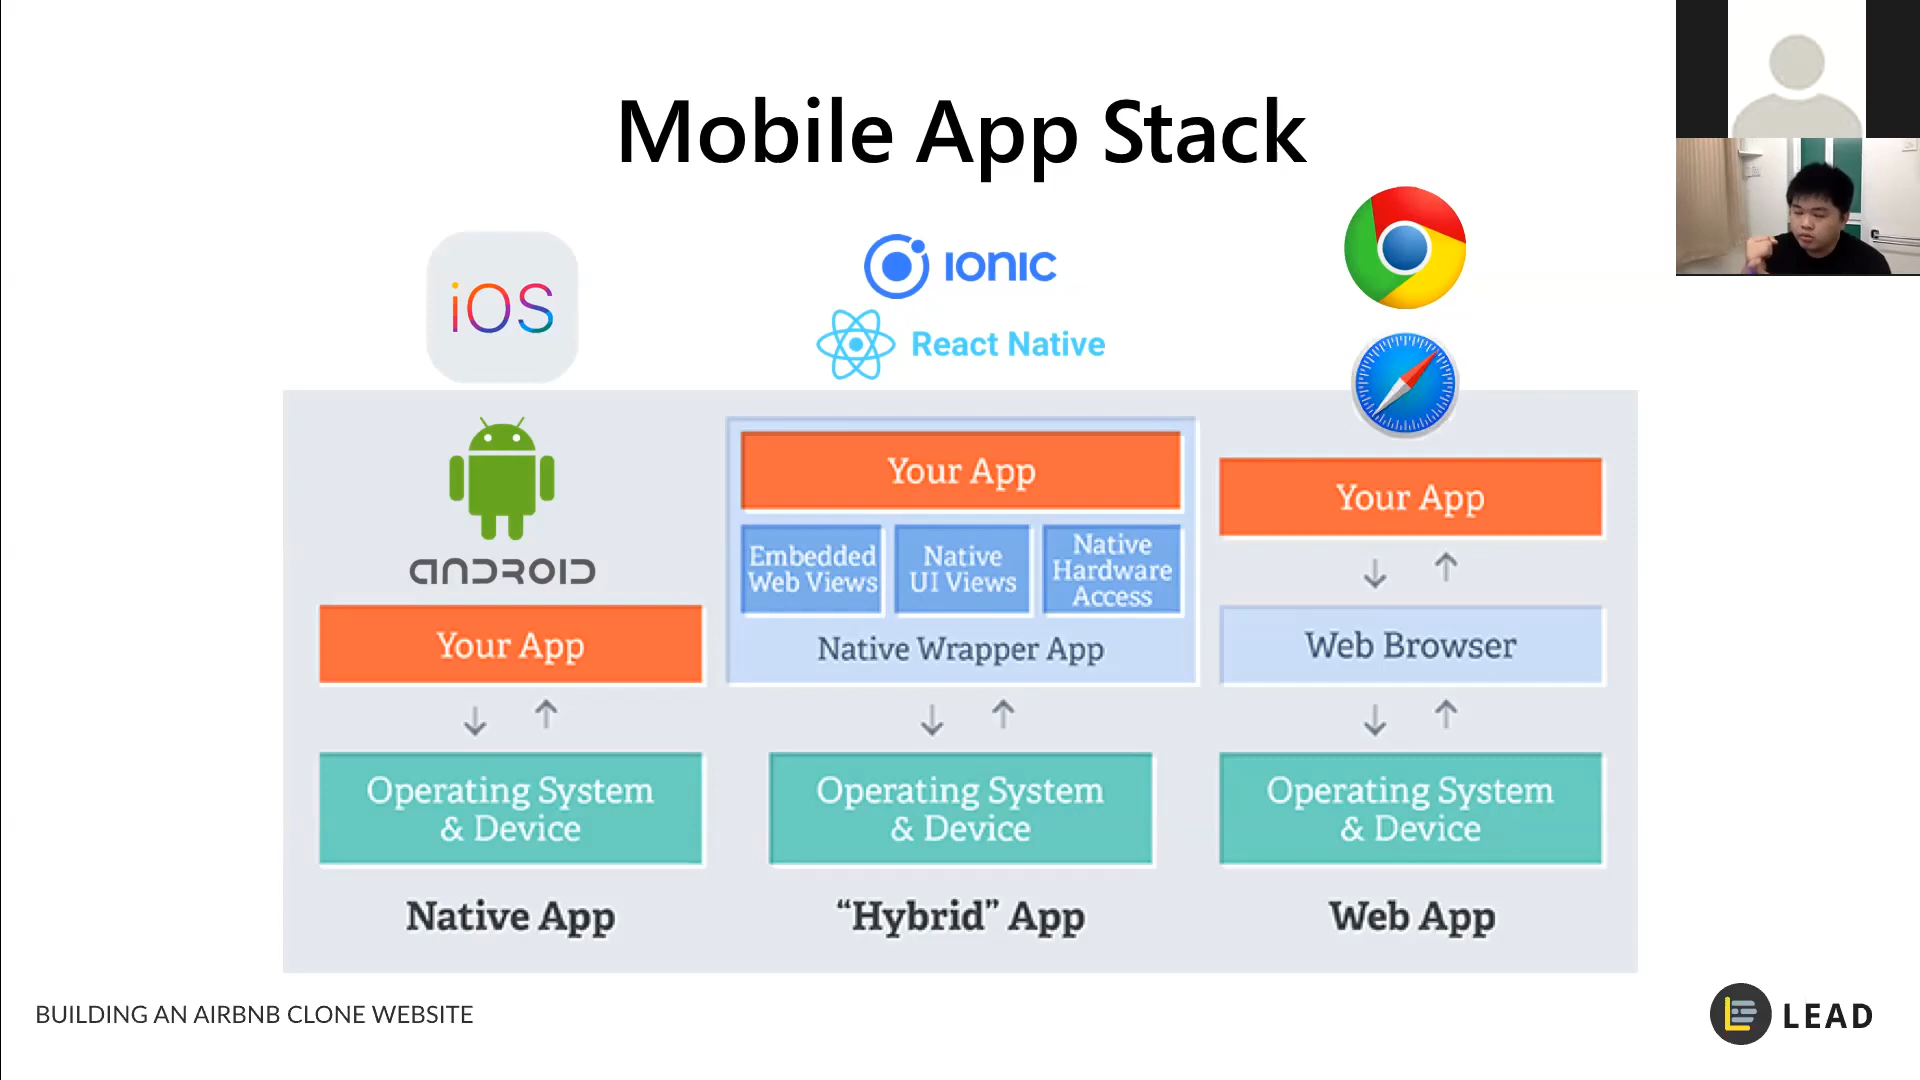 Mobile App Stack
iOS
IONIC
React Native
ANDROID
Your App
Operating System
& Device
Native App
Your App
Embedded
Web Views
Native
UI Views
Native
Hardware
Access
Native Wrapper App
Operating System
& Device
“Hybrid” App
Your App
Web Browser
Operating System
& Device
Web App
BUILDING AN AIRBNB CLONE WEBSITE
LEAD